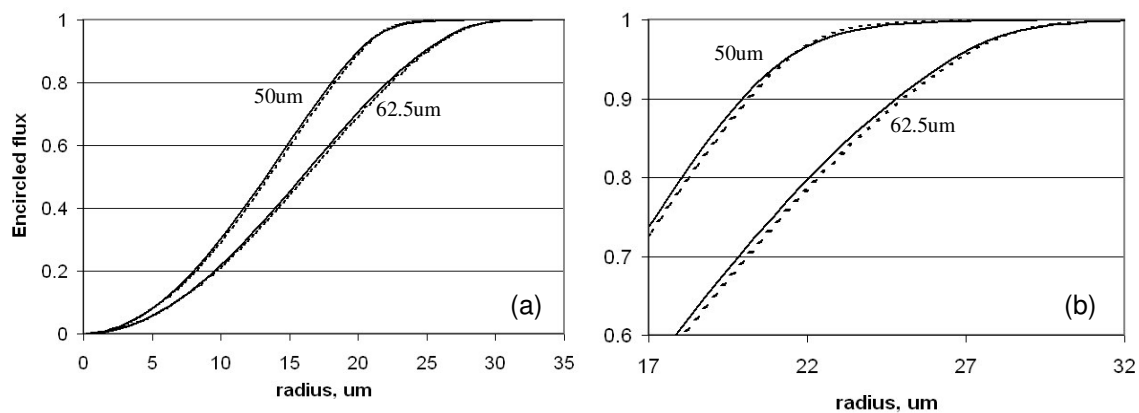 Encircled flux
1
0.8
0.6
0.4
0.2
0
50um
62.5um
(a)
0 5 10 15 20 25 30 35
radius, um
1
0.9
0.8
0.7
0.6
50um
62.5um
(b)
17 22 27 32
radius, um